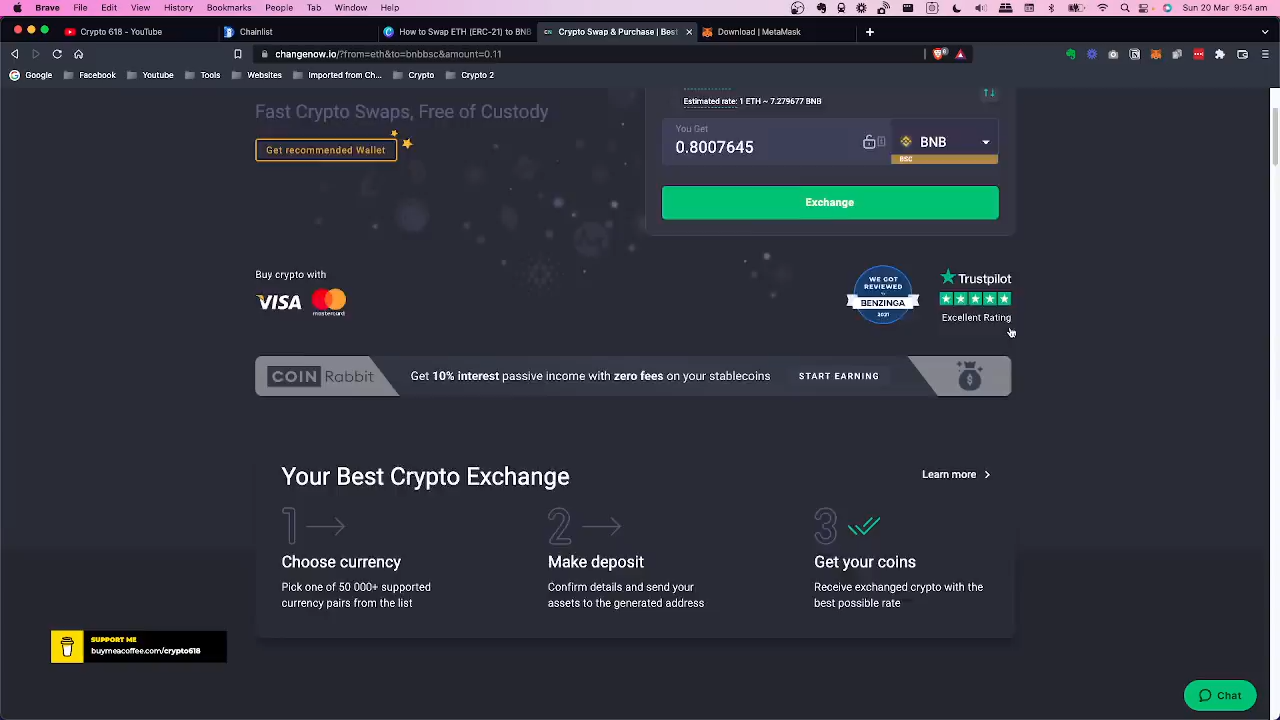 Brave File Edit View History Bookmarks People Tab Window Help Sun 20 Mar 9:54 am
Crypto 618 - YouTube Chainlist How to Swap ETH (ERC-21) to BNB Crypto Swap & Purchase | Best Download | MetaMask
changenow.io/?from=eth&to=bnbbsc&amount=0.11
Google Facebook Youtube Tools Websites Imported from Ch... Crypto Crypto 2
Estimated rate: 1 ETH ~ 7.279677 BNB
Fast Crypto Swaps, Free of Custody
You Get
0.8007645
BNB
BSC
Get recommended Wallet
Exchange
Buy crypto with
VISA
mastercard
WE GOT
REVIEWED
BENZINGA
2021
Trustpilot
Excellent Rating
COIN Rabbit Get 10% interest passive income with zero fees on your stablecoins START EARNING
Your Best Crypto Exchange
Learn more
1 2 3
Choose currency Make deposit Get your coins
Pick one of 50 000+ supported Confirm details and send your Receive exchanged crypto with the
currency pairs from the list assets to the generated address best possible rate
SUPPORT ME
buymeacoffee.com/crypto618
Chat